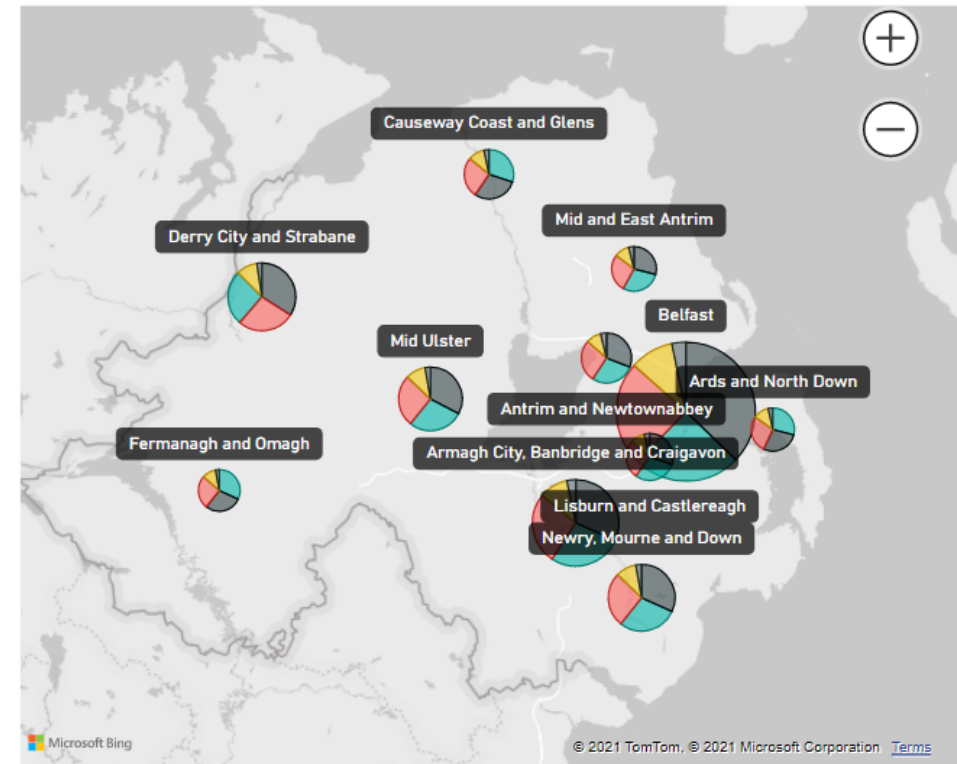 Causeway Coast and Glens
Mid and East Antrim
Derry City and Strabane
Belfast
Mid Ulster
Ards and North Down
Antrim and Newtownabbey
Fermanagh and Omagh
Armagh City, Banbridge and Craigavon
Lisburn and Castlereagh
Newry, Mourne and Down
Microsoft Bing
© 2021 TomTom, © 2021 Microsoft Corporation Terms